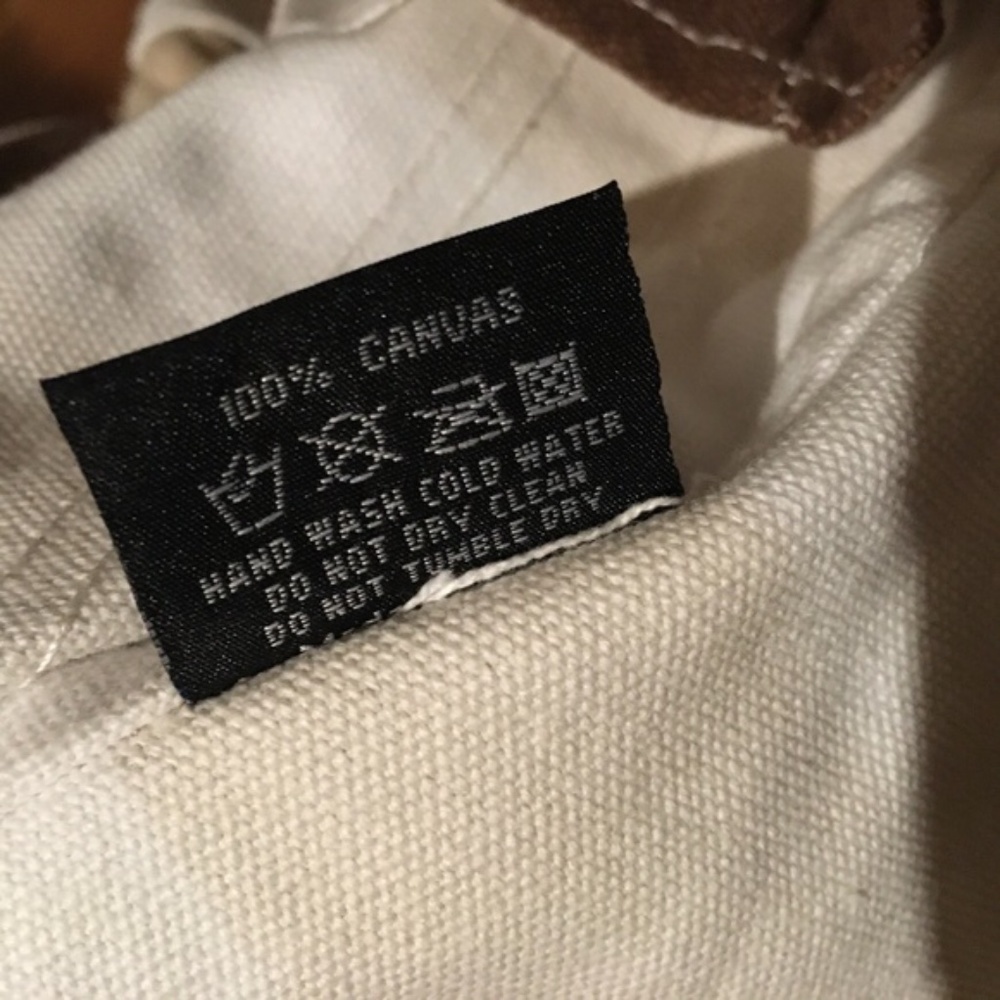 100% CANVAS
HAND WASH COLD WATER
DO NOT DRY CLEAN
DO NOT TUMBLE DRY